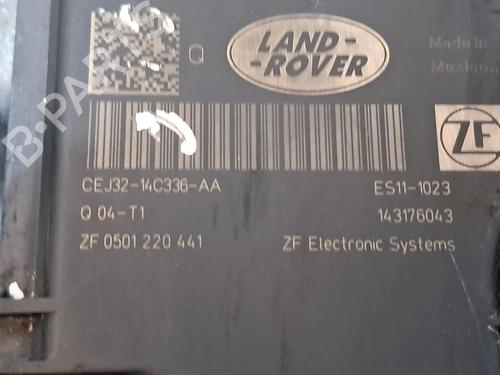 Q
LAND-
-ROVER
Made in
Mexico
ZF
CEJ32-14C336-AA
ES11-1023
Q 04-T1
143176043
ZF 0501 220 441
ZF Electronic Systems
B-PARTS